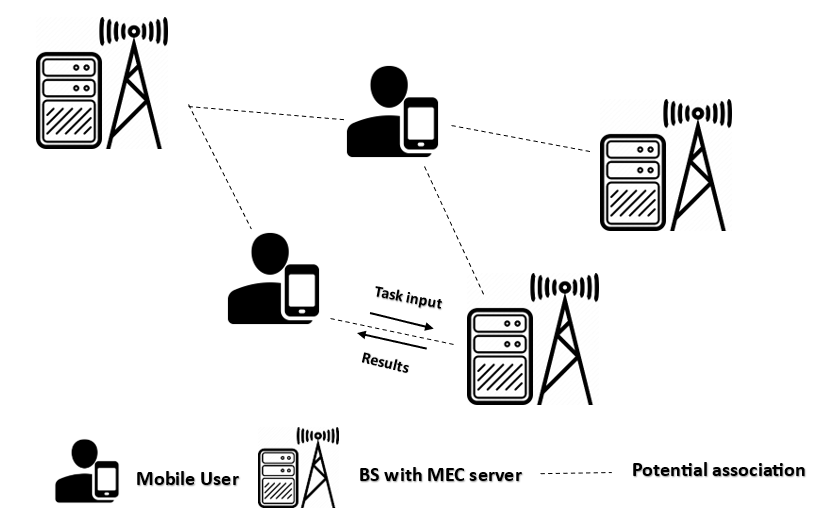 Task input
Results
Mobile User
BS with MEC server
Potential association